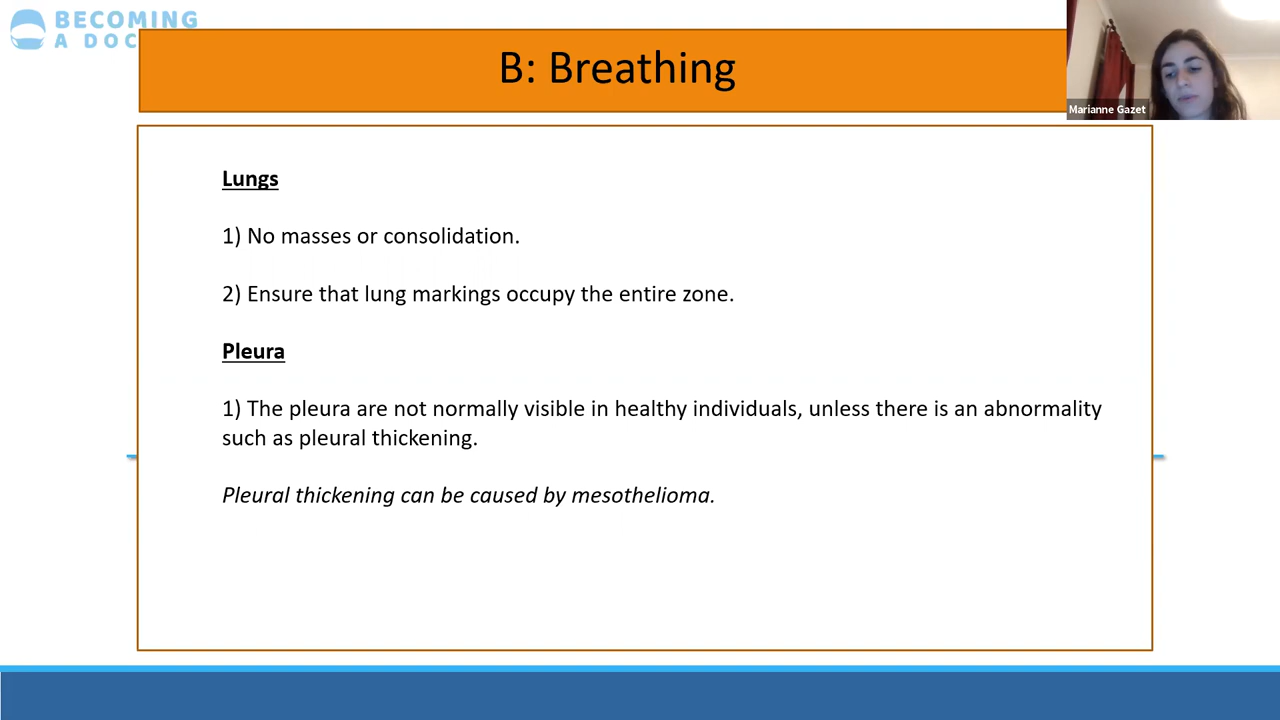 BECOMING
A DOC
B: Breathing
Marianne Gazet
Lungs
1) No masses or consolidation.
2) Ensure that lung markings occupy the entire zone.
Pleura
1) The pleura are not normally visible in healthy individuals, unless there is an abnormality
such as pleural thickening.
Pleural thickening can be caused by mesothelioma.